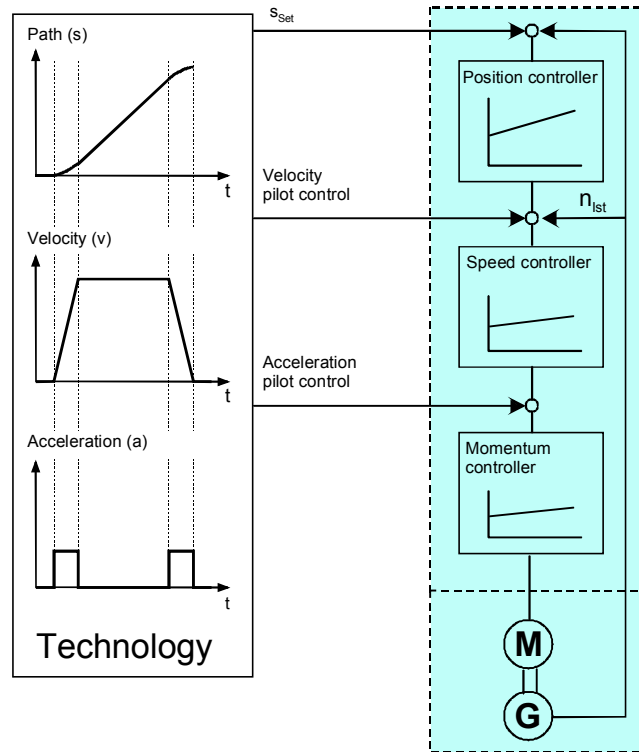 Path (s)
t
Velocity (v)
t
Acceleration (a)
t
Technology
sSet
Velocity
pilot control
Acceleration
pilot control
Position controller
nIst
Speed controller
Momentum
controller
M
G